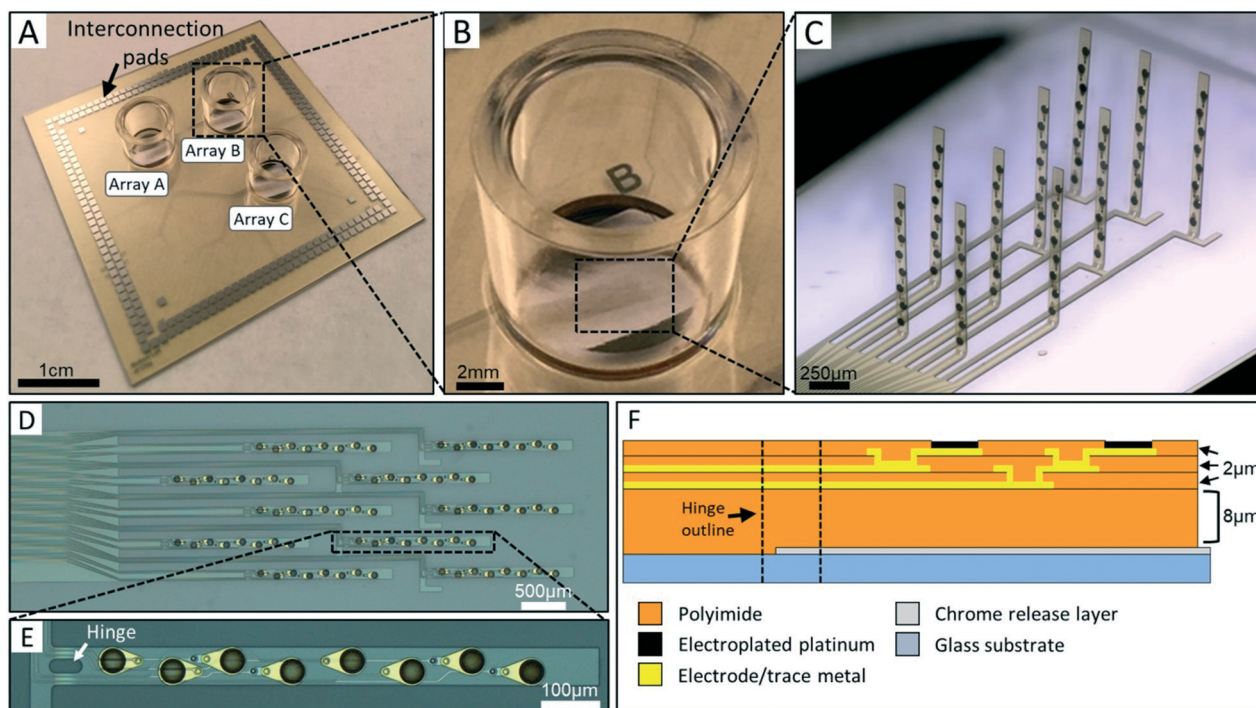 A
Interconnection
pads
Array A
Array B
Array C
1cm
B
B
2mm
C
250µm
D
500µm
E
Hinge
100µm
F
2µm
8µm
Hinge
outline
Polyimide
Electroplated platinum
Electrode/trace metal
Chrome release layer
Glass substrate